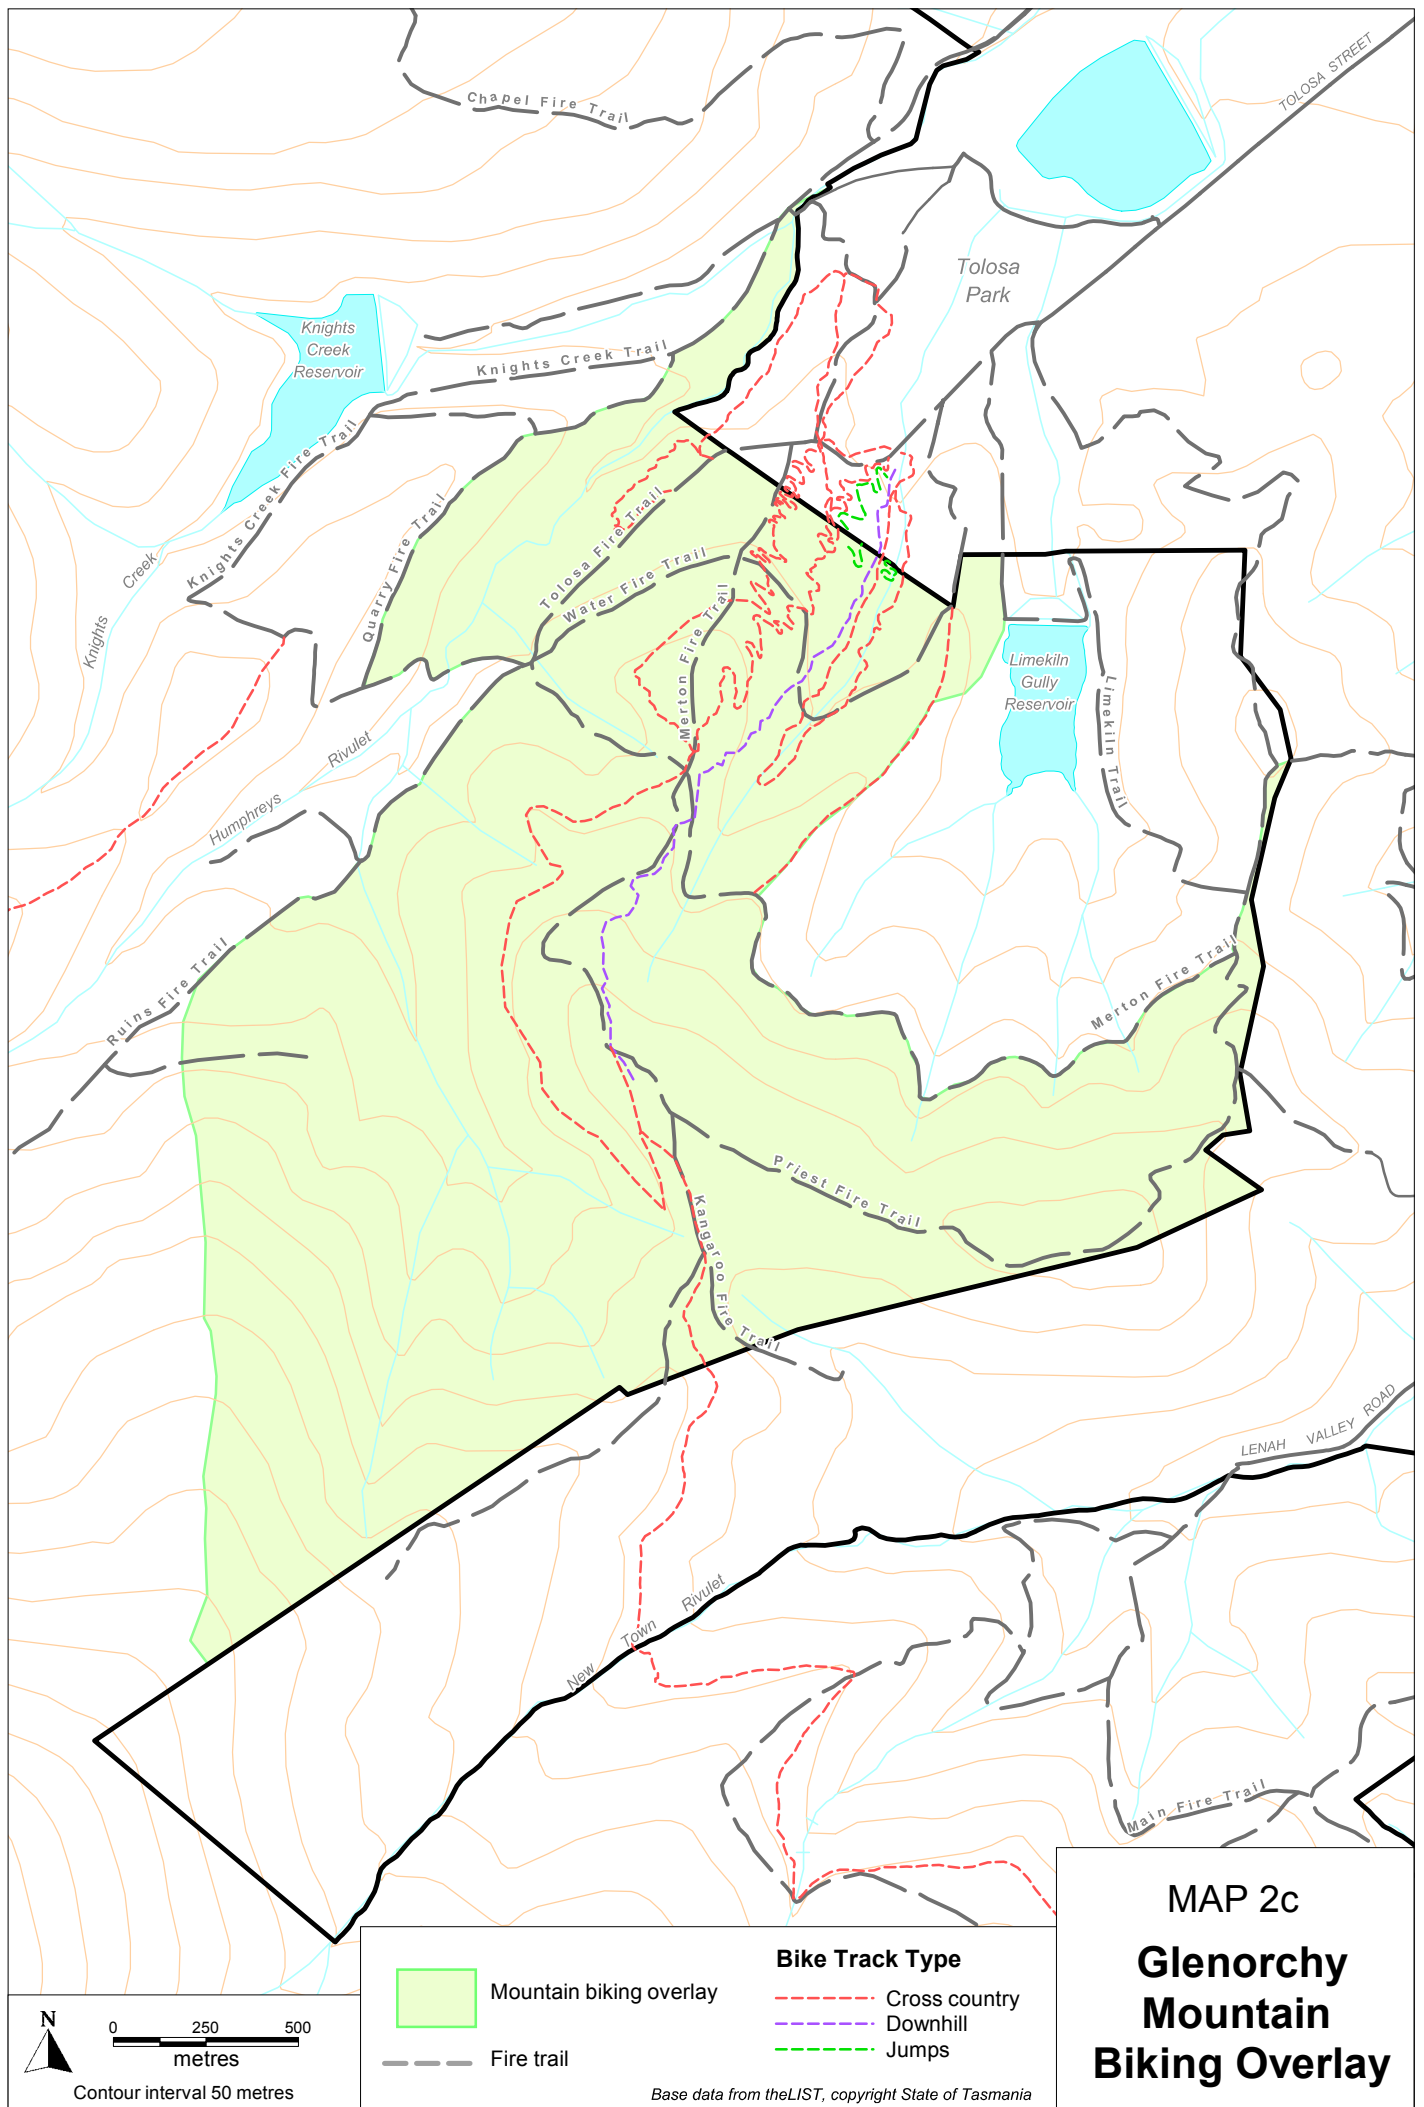 Chapel Fire Trail
TOLOSA STREET
Tolosa
Park
Knights
Creek
Reservoir
Knights Creek Trail
Knights Creek Fire Trail
Quarry Fire Trail
Tolosa Fire Trail
Water Fire Trail
Merton Fire Trail
Knights
Creek
Limekiln
Gully
Reservoir
Limekiln Trail
Humphreys
Rivulet
Ruins Fire Trail
Merton Fire Trail
Priest Fire Trail
Kangaroo Fire Trail
LENAH VALLEY ROAD
New Town Rivulet
Main Fire Trail
MAP 2c
Glenorchy
Mountain
Biking Overlay
Mountain biking overlay
Fire trail
Bike Track Type
Cross country
Downhill
Jumps
Base data from theLIST, copyright State of Tasmania
N
0 250 500
metres
Contour interval 50 metres